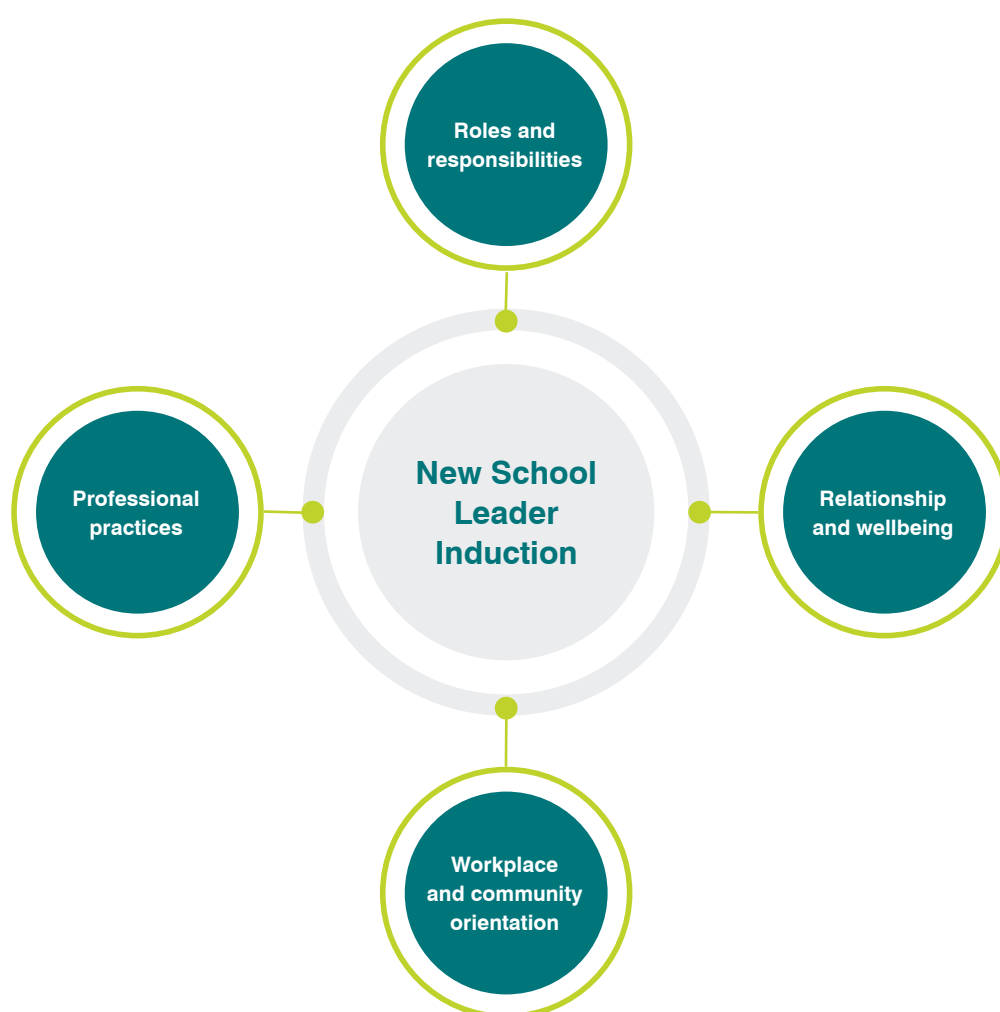 Roles and
responsibilities
Professional
practices
New School
Leader
Induction
Relationship
and wellbeing
Workplace
and community
orientation